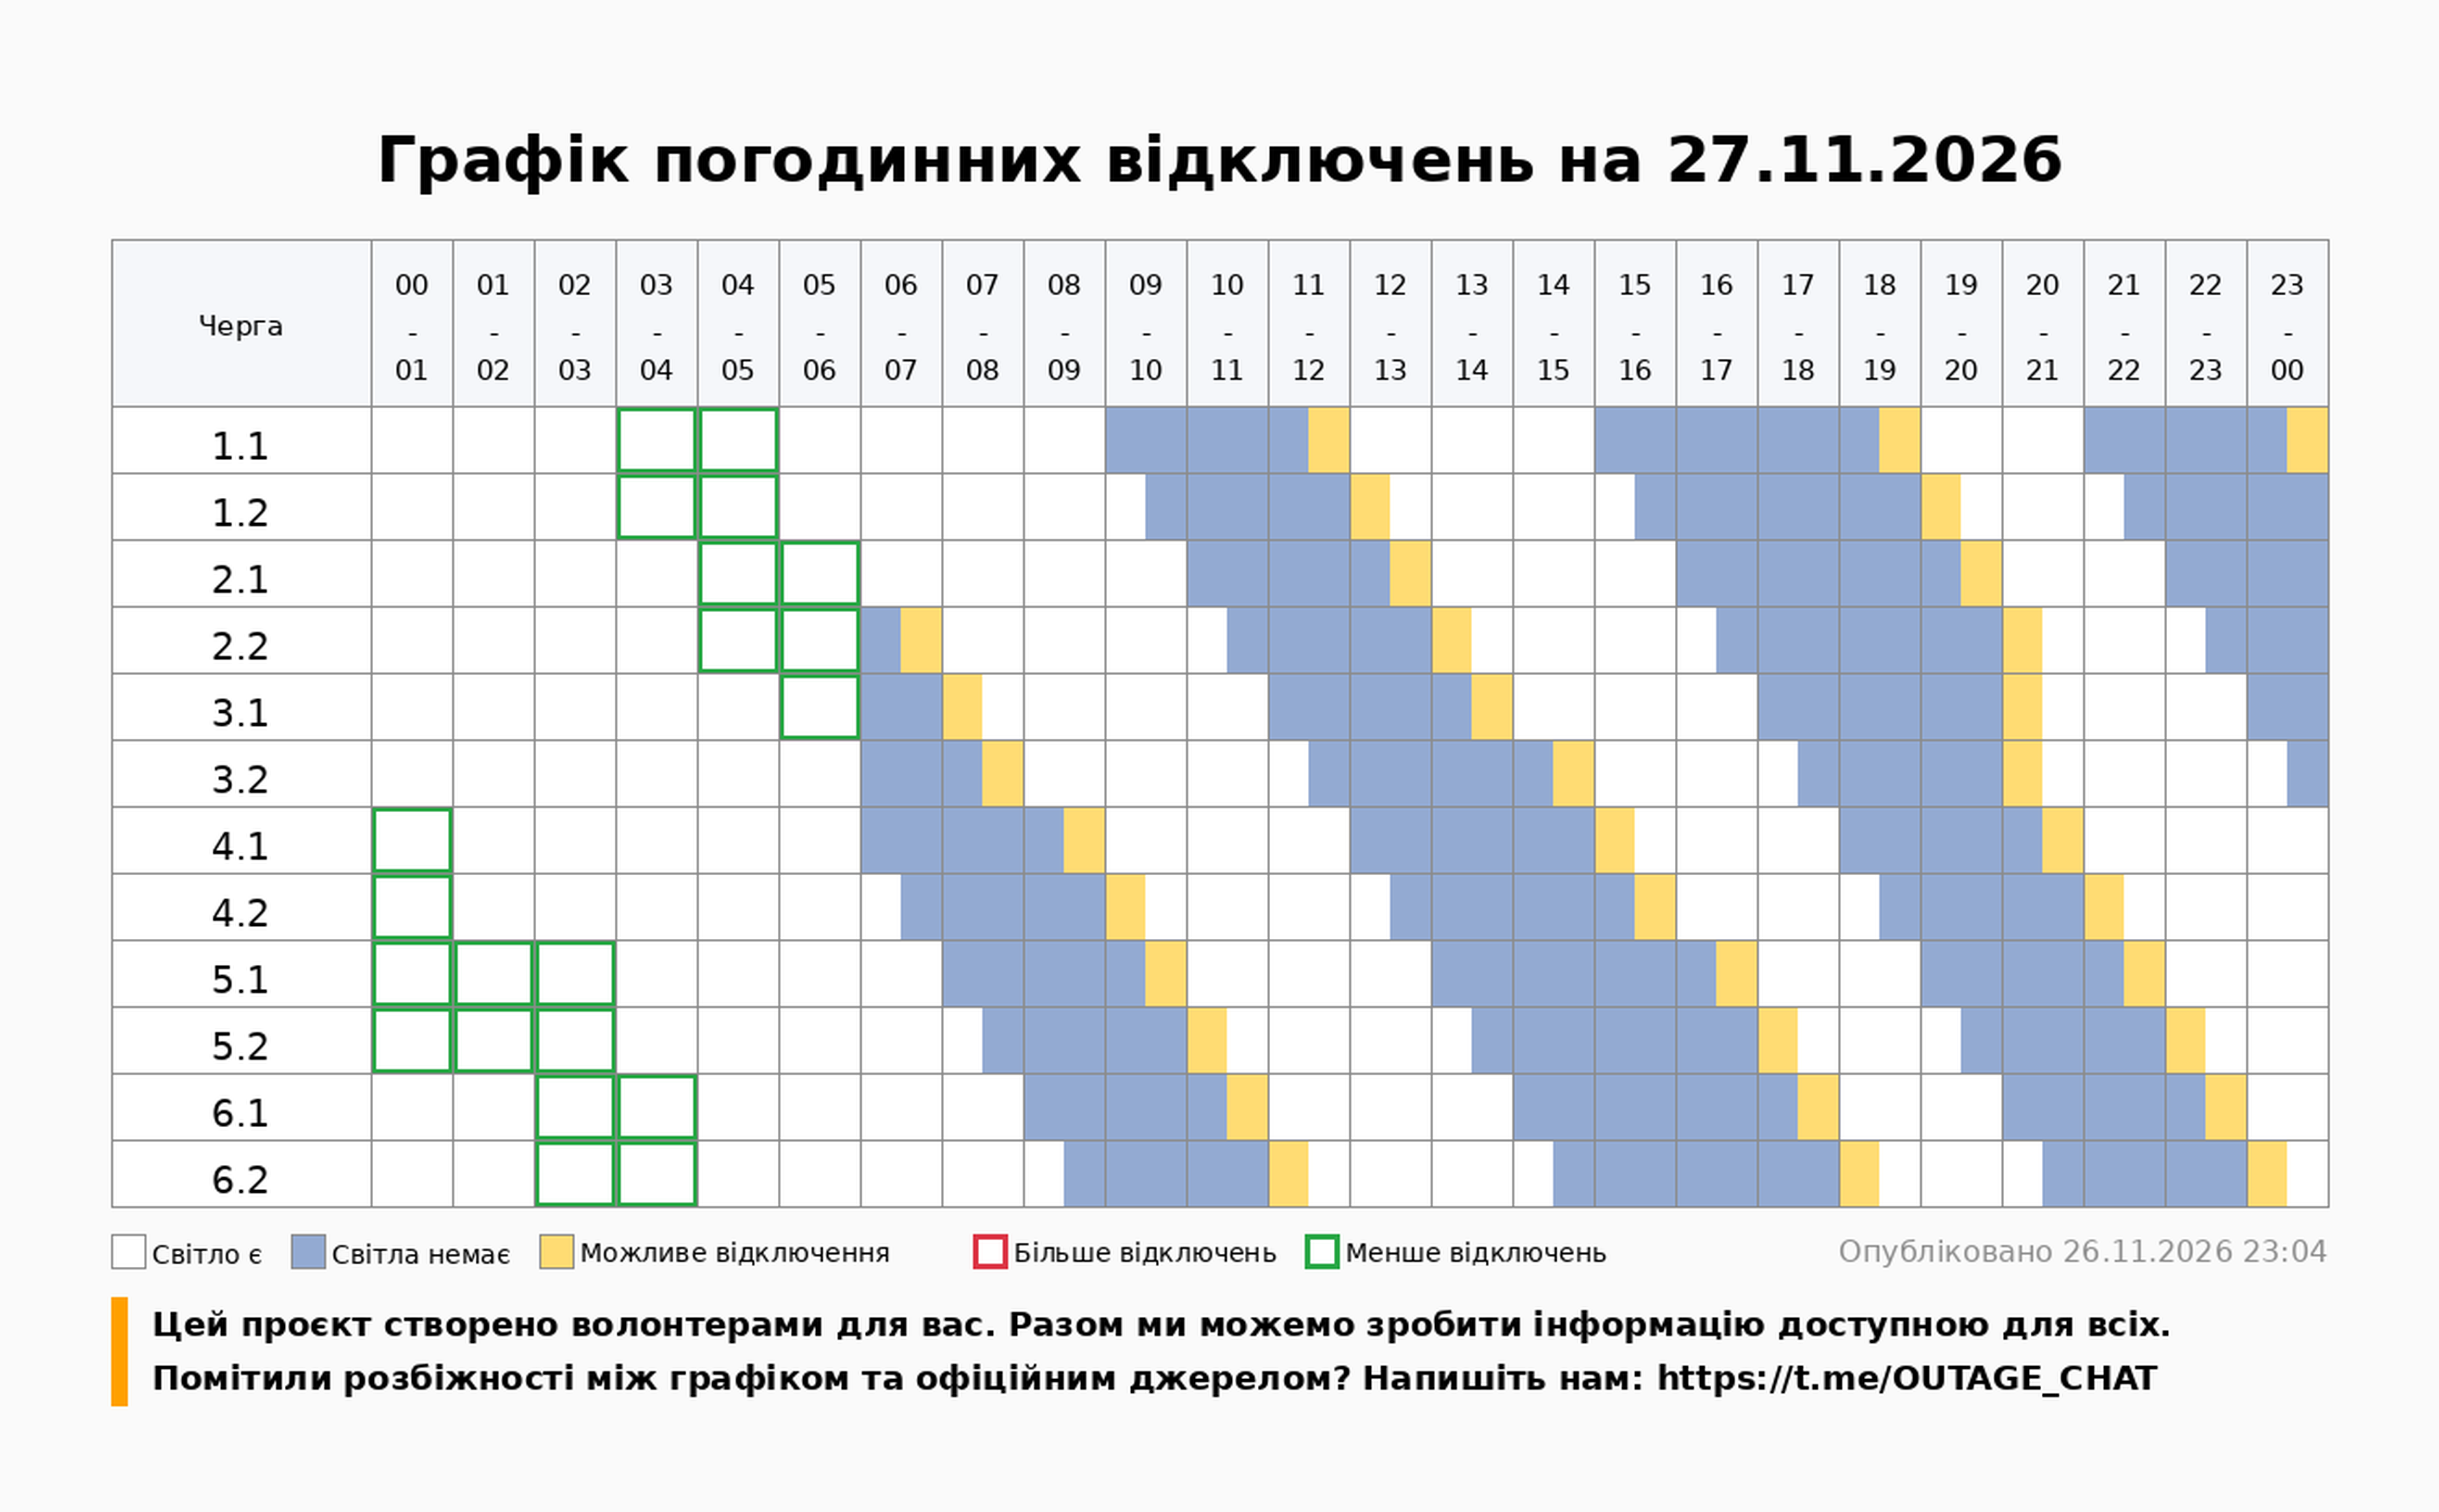 Графік погодинних відключень на 27.11.2026
Черга
00 - 01
01 - 02
02 - 03
03 - 04
04 - 05
05 - 06
06 - 07
07 - 08
08 - 09
09 - 10
10 - 11
11 - 12
12 - 13
13 - 14
14 - 15
15 - 16
16 - 17
17 - 18
18 - 19
19 - 20
20 - 21
21 - 22
22 - 23
23 - 00
1.1
1.2
2.1
2.2
3.1
3.2
4.1
4.2
5.1
5.2
6.1
6.2
Світло є
Світла немає
Можливе відключення
Більше відключень
Менше відключень
Опубліковано 26.11.2026 23:04
Цей проєкт створено волонтерами для вас. Разом ми можемо зробити інформацію доступною для всіх.
Помітили розбіжності між графіком та офіційним джерелом? Напишіть нам: https://t.me/OUTAGE_CHAT